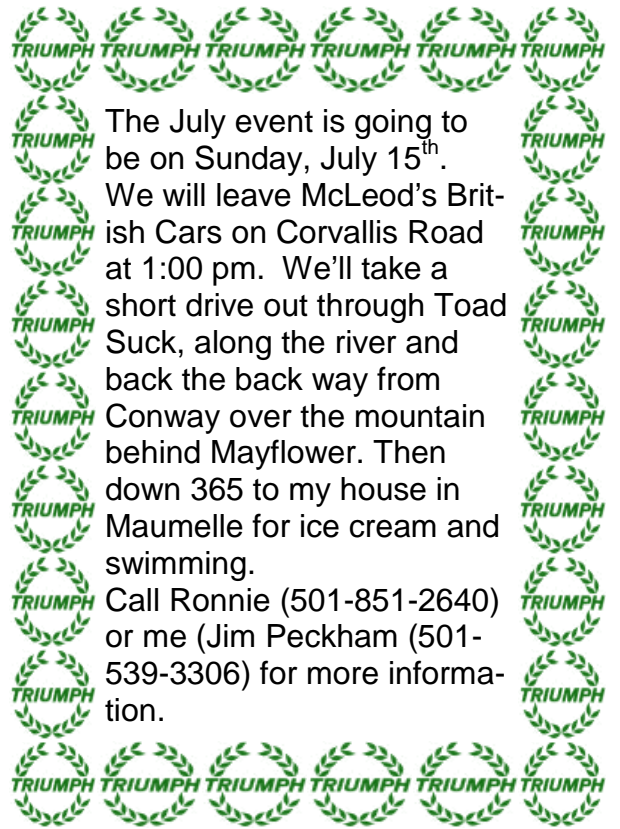 TRIUMPH TRIUMPH TRIUMPH TRIUMPH TRIUMPH TRIUMPH
TRIUMPH The July event is going to TRIUMPH
be on Sunday, July 15th.
TRIUMPH We will leave McLeod's Brit- TRIUMPH
ish Cars on Corvallis Road
at 1:00 pm.  We'll take a
TRIUMPH short drive out through Toad TRIUMPH
Suck, along the river and
back the back way from
TRIUMPH Conway over the mountain TRIUMPH
behind Mayflower. Then
TRIUMPH down 365 to my house in TRIUMPH
Maumelle for ice cream and
swimming.
TRIUMPH Call Ronnie (501-851-2640) TRIUMPH
or me (Jim Peckham (501-
TRIUMPH 539-3306) for more informa- TRIUMPH
tion.
TRIUMPH TRIUMPH TRIUMPH TRIUMPH TRIUMPH TRIUMPH